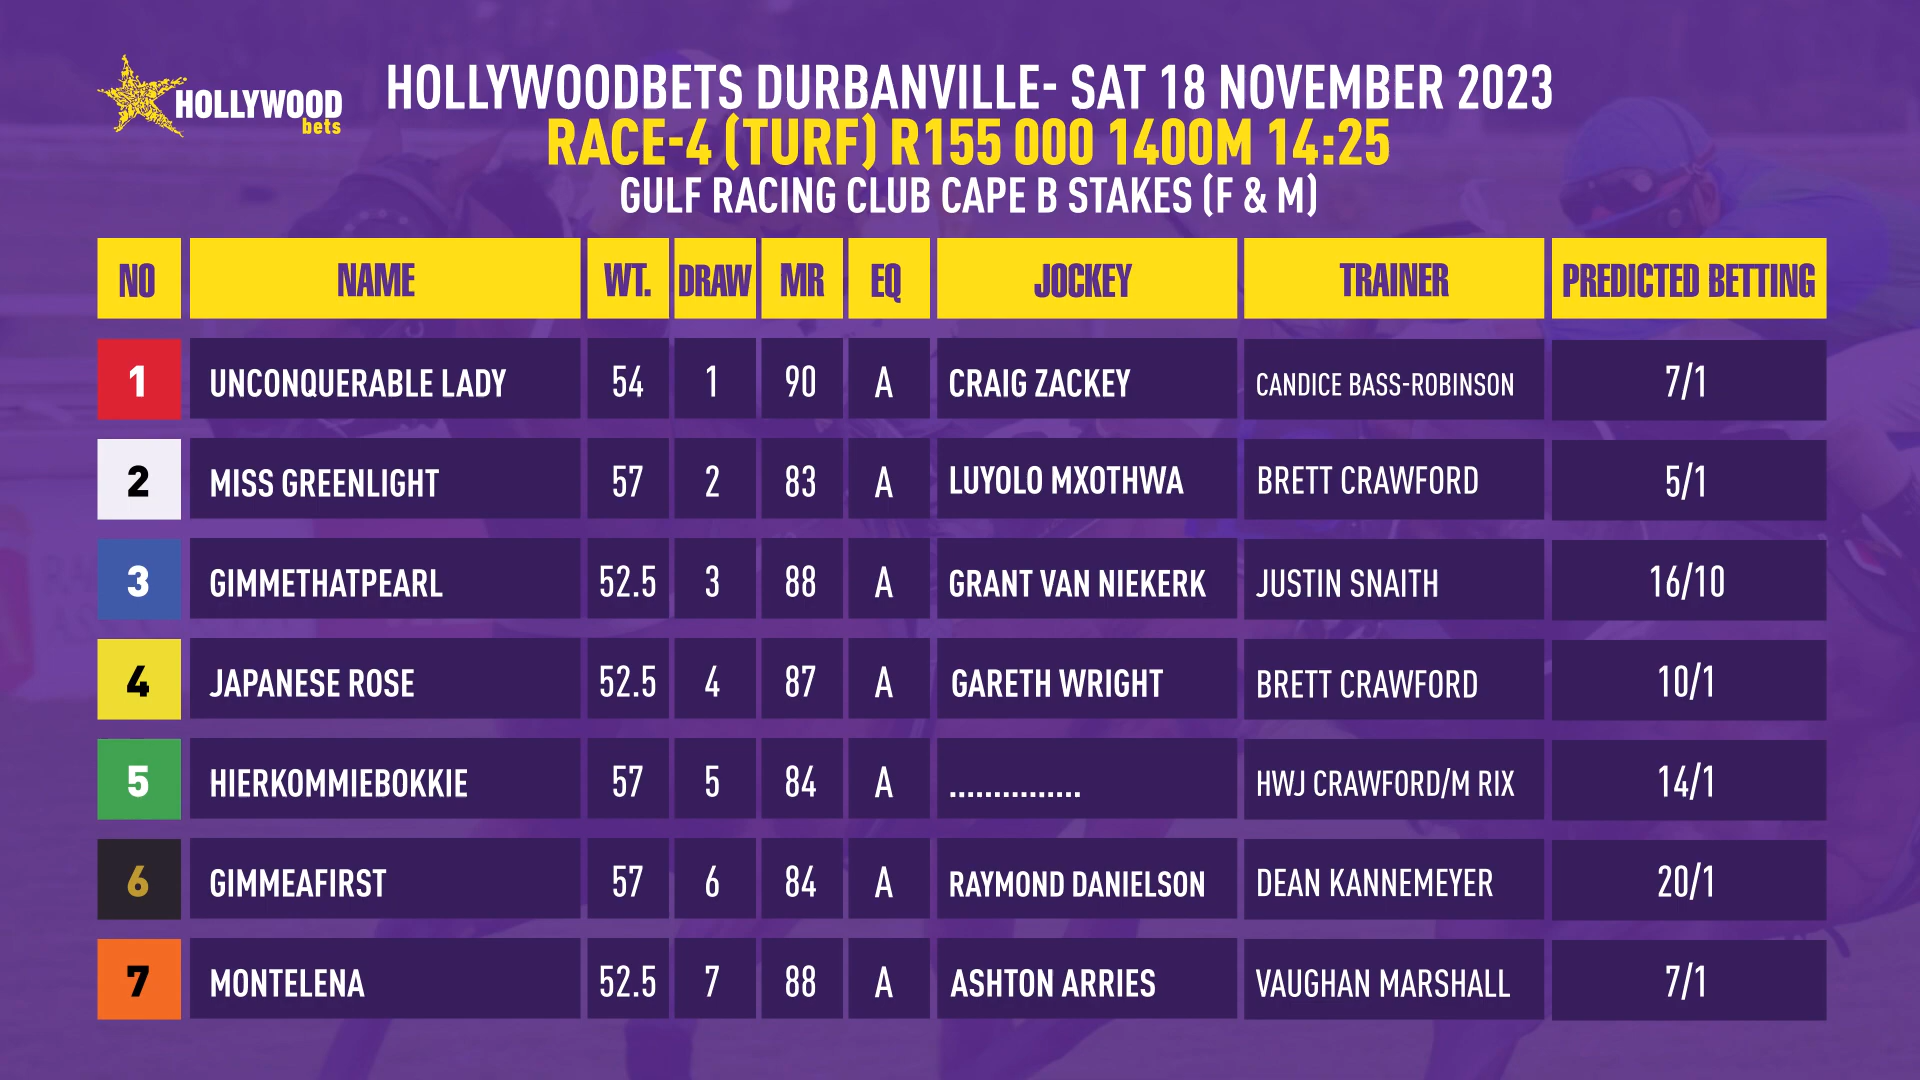 HOLLYWOOD
bets
HOLLYWOODBETS DURBANVILLE- SAT 18 NOVEMBER 2023
RACE-4 (TURF) R155 000 1400M 14:25
GULF RACING CLUB CAPE B STAKES (F & M)
NO NAME WT. DRAW MR EQ JOCKEY TRAINER PREDICTED BETTING
1 UNCONQUERABLE LADY 54 1 90 A CRAIG ZACKEY CANDICE BASS-ROBINSON 7/1
2 MISS GREENLIGHT 57 2 83 A LUYOLO MXOTHWA BRETT CRAWFORD 5/1
3 GIMMETHATPEARL 52.5 3 88 A GRANT VAN NIEKERK JUSTIN SNAITH 16/10
4 JAPANESE ROSE 52.5 4 87 A GARETH WRIGHT BRETT CRAWFORD 10/1
5 HIERKOMMIEBOKKIE 57 5 84 A ............... HWJ CRAWFORD/M RIX 14/1
6 GIMMEAFIRST 57 6 84 A RAYMOND DANIELSON DEAN KANNEMEYER 20/1
7 MONTELENA 52.5 7 88 A ASHTON ARRIES VAUGHAN MARSHALL 7/1